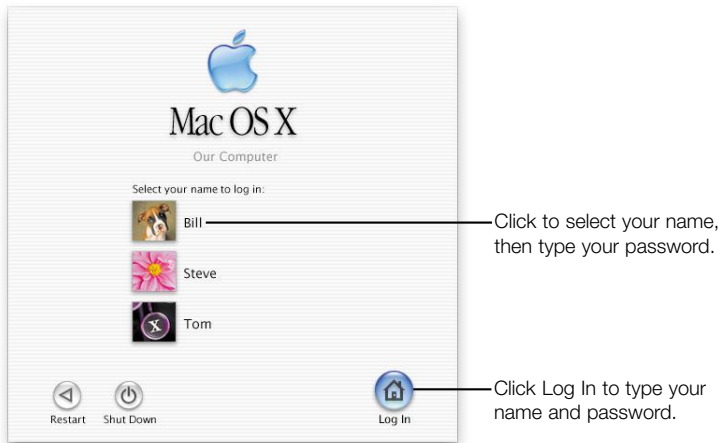 Mac OS X
Our Computer
Select your name to log in:
Bill
Click to select your name,
then type your password.
Steve
X
Tom
Restart
Shut Down
Log In
Click Log In to type your
name and password.